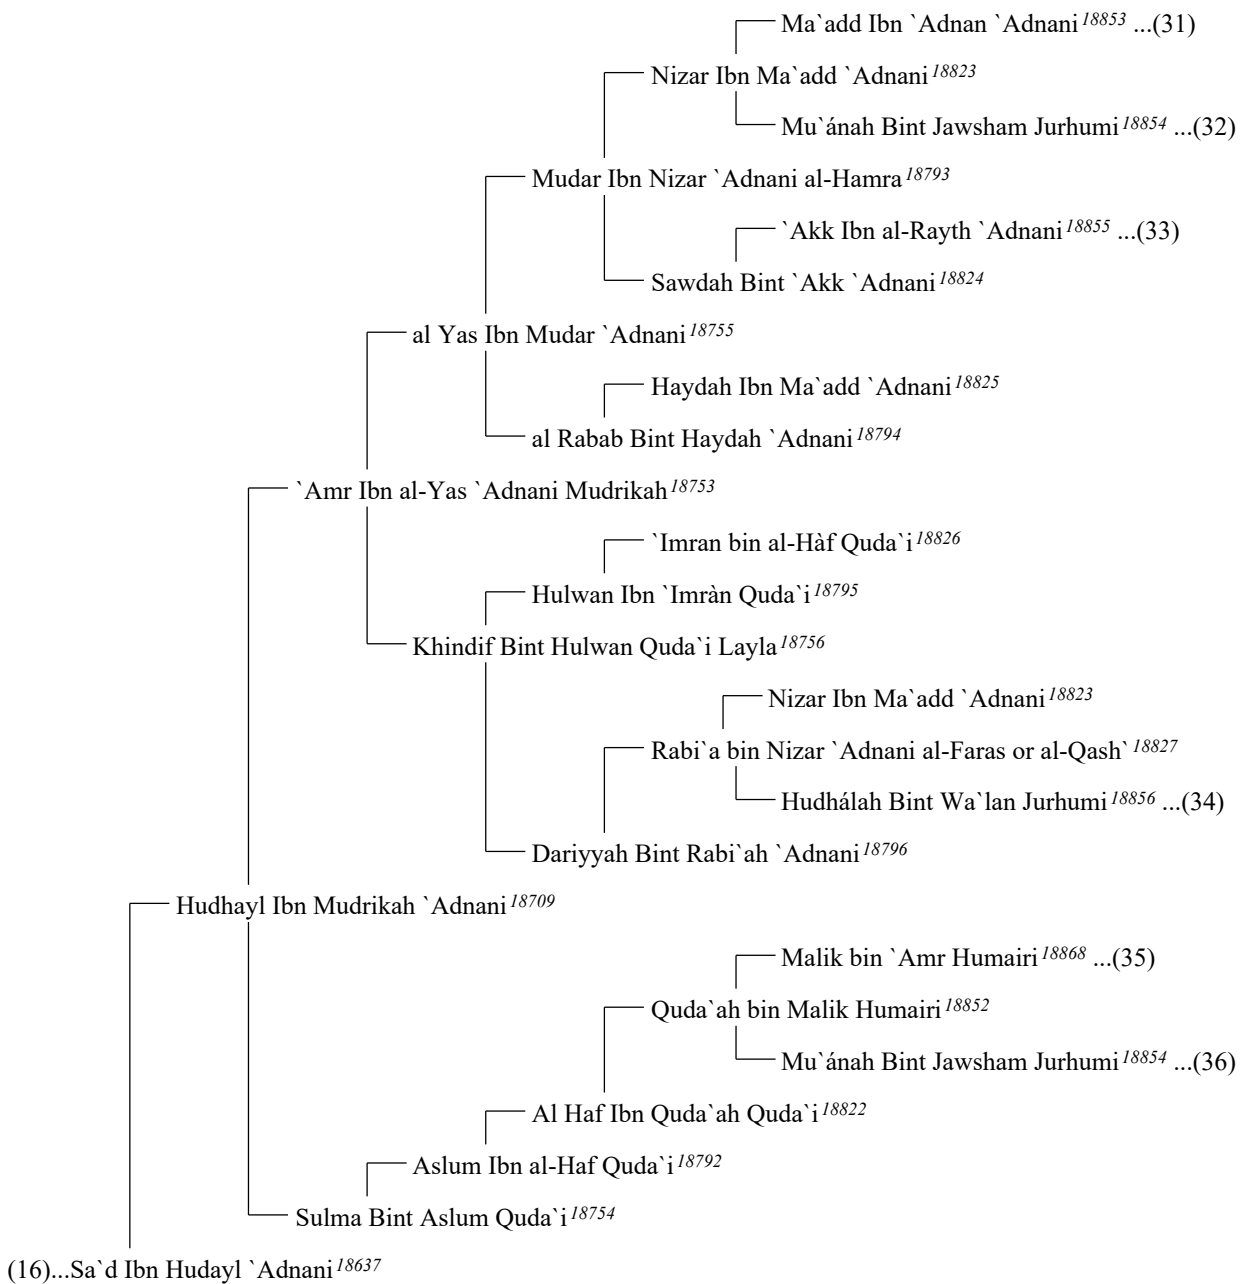 Ma`add Ibn `Adnan `Adnani 18853 ...(31)
Nizar Ibn Ma`add `Adnani 18823
Mu`ánah Bint Jawsham Jurhumi 18854 ...(32)
Mudar Ibn Nizar `Adnani al-Hamra 18793
`Akk Ibn al-Rayth `Adnani 18855 ...(33)
Sawdah Bint `Akk `Adnani 18824
al Yas Ibn Mudar `Adnani 18755
Haydah Ibn Ma`add `Adnani 18825
al Rabab Bint Haydah `Adnani 18794
`Amr Ibn al-Yas `Adnani Mudrikah 18753
`Imran bin al-Hàf Quda`i 18826
Hulwan Ibn `Imràn Quda`i 18795
Khindif Bint Hulwan Quda`i Layla 18756
Nizar Ibn Ma`add `Adnani 18823
Rabi`a bin Nizar `Adnani al-Faras or al-Qash` 18827
Hudhálah Bint Wa`lan Jurhumi 18856 ...(34)
Dariyyah Bint Rabi`ah `Adnani 18796
Hudhayl Ibn Mudrikah `Adnani 18709
Malik bin `Amr Humairi 18868 ...(35)
Quda`ah bin Malik Humairi 18852
Mu`ánah Bint Jawsham Jurhumi 18854 ...(36)
Al Haf Ibn Quda`ah Quda`i 18822
Aslum Ibn al-Haf Quda`i 18792
Sulma Bint Aslum Quda`i 18754
(16)...Sa`d Ibn Hudayl `Adnani 18637